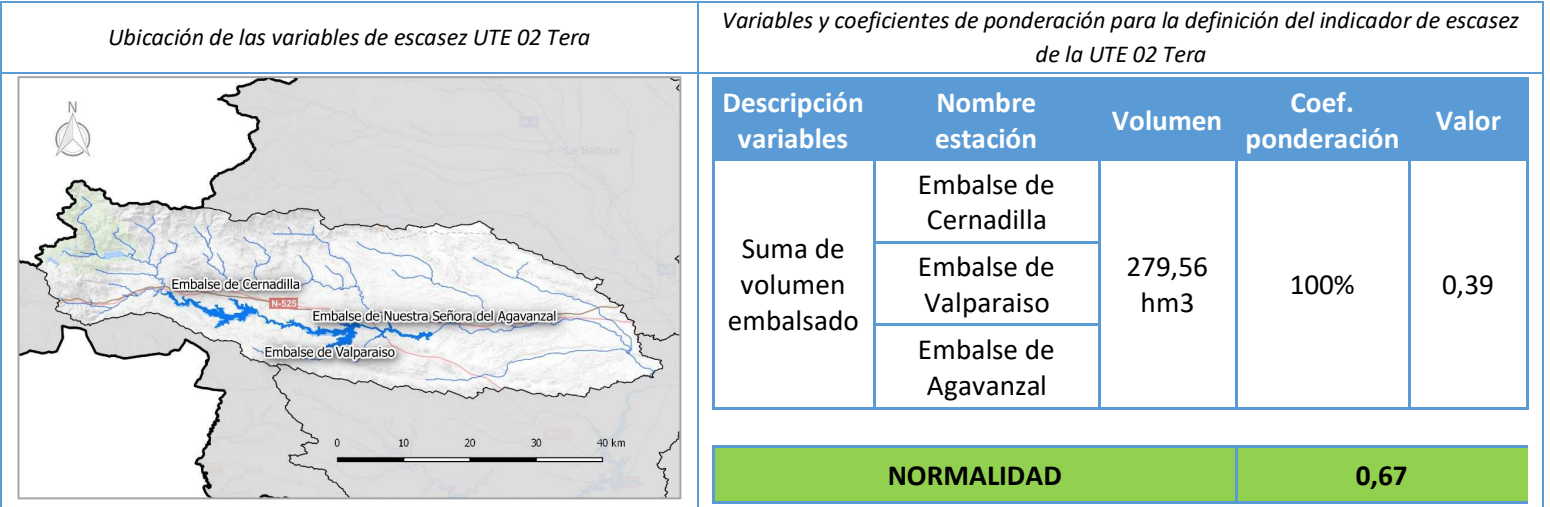 Ubicación de las variables de escasez UTE 02 Tera
Variables y coeficientes de ponderación para la definición del indicador de escasez
de la UTE 02 Tera
N
La Bañeza
Embalse de Cernadilla
N-525
Embalse de Nuestra Señora del Agavanzal
Embalse de Valparaiso
0 10 20 30 40 km
Descripción
variables
Nombre
estación
Volumen
Coef.
ponderación
Valor
Suma de
volumen
embalsado
Embalse de
Cernadilla
Embalse de
Valparaiso
Embalse de
Agavanzal
279,56
hm3
100%
0,39
NORMALIDAD
0,67